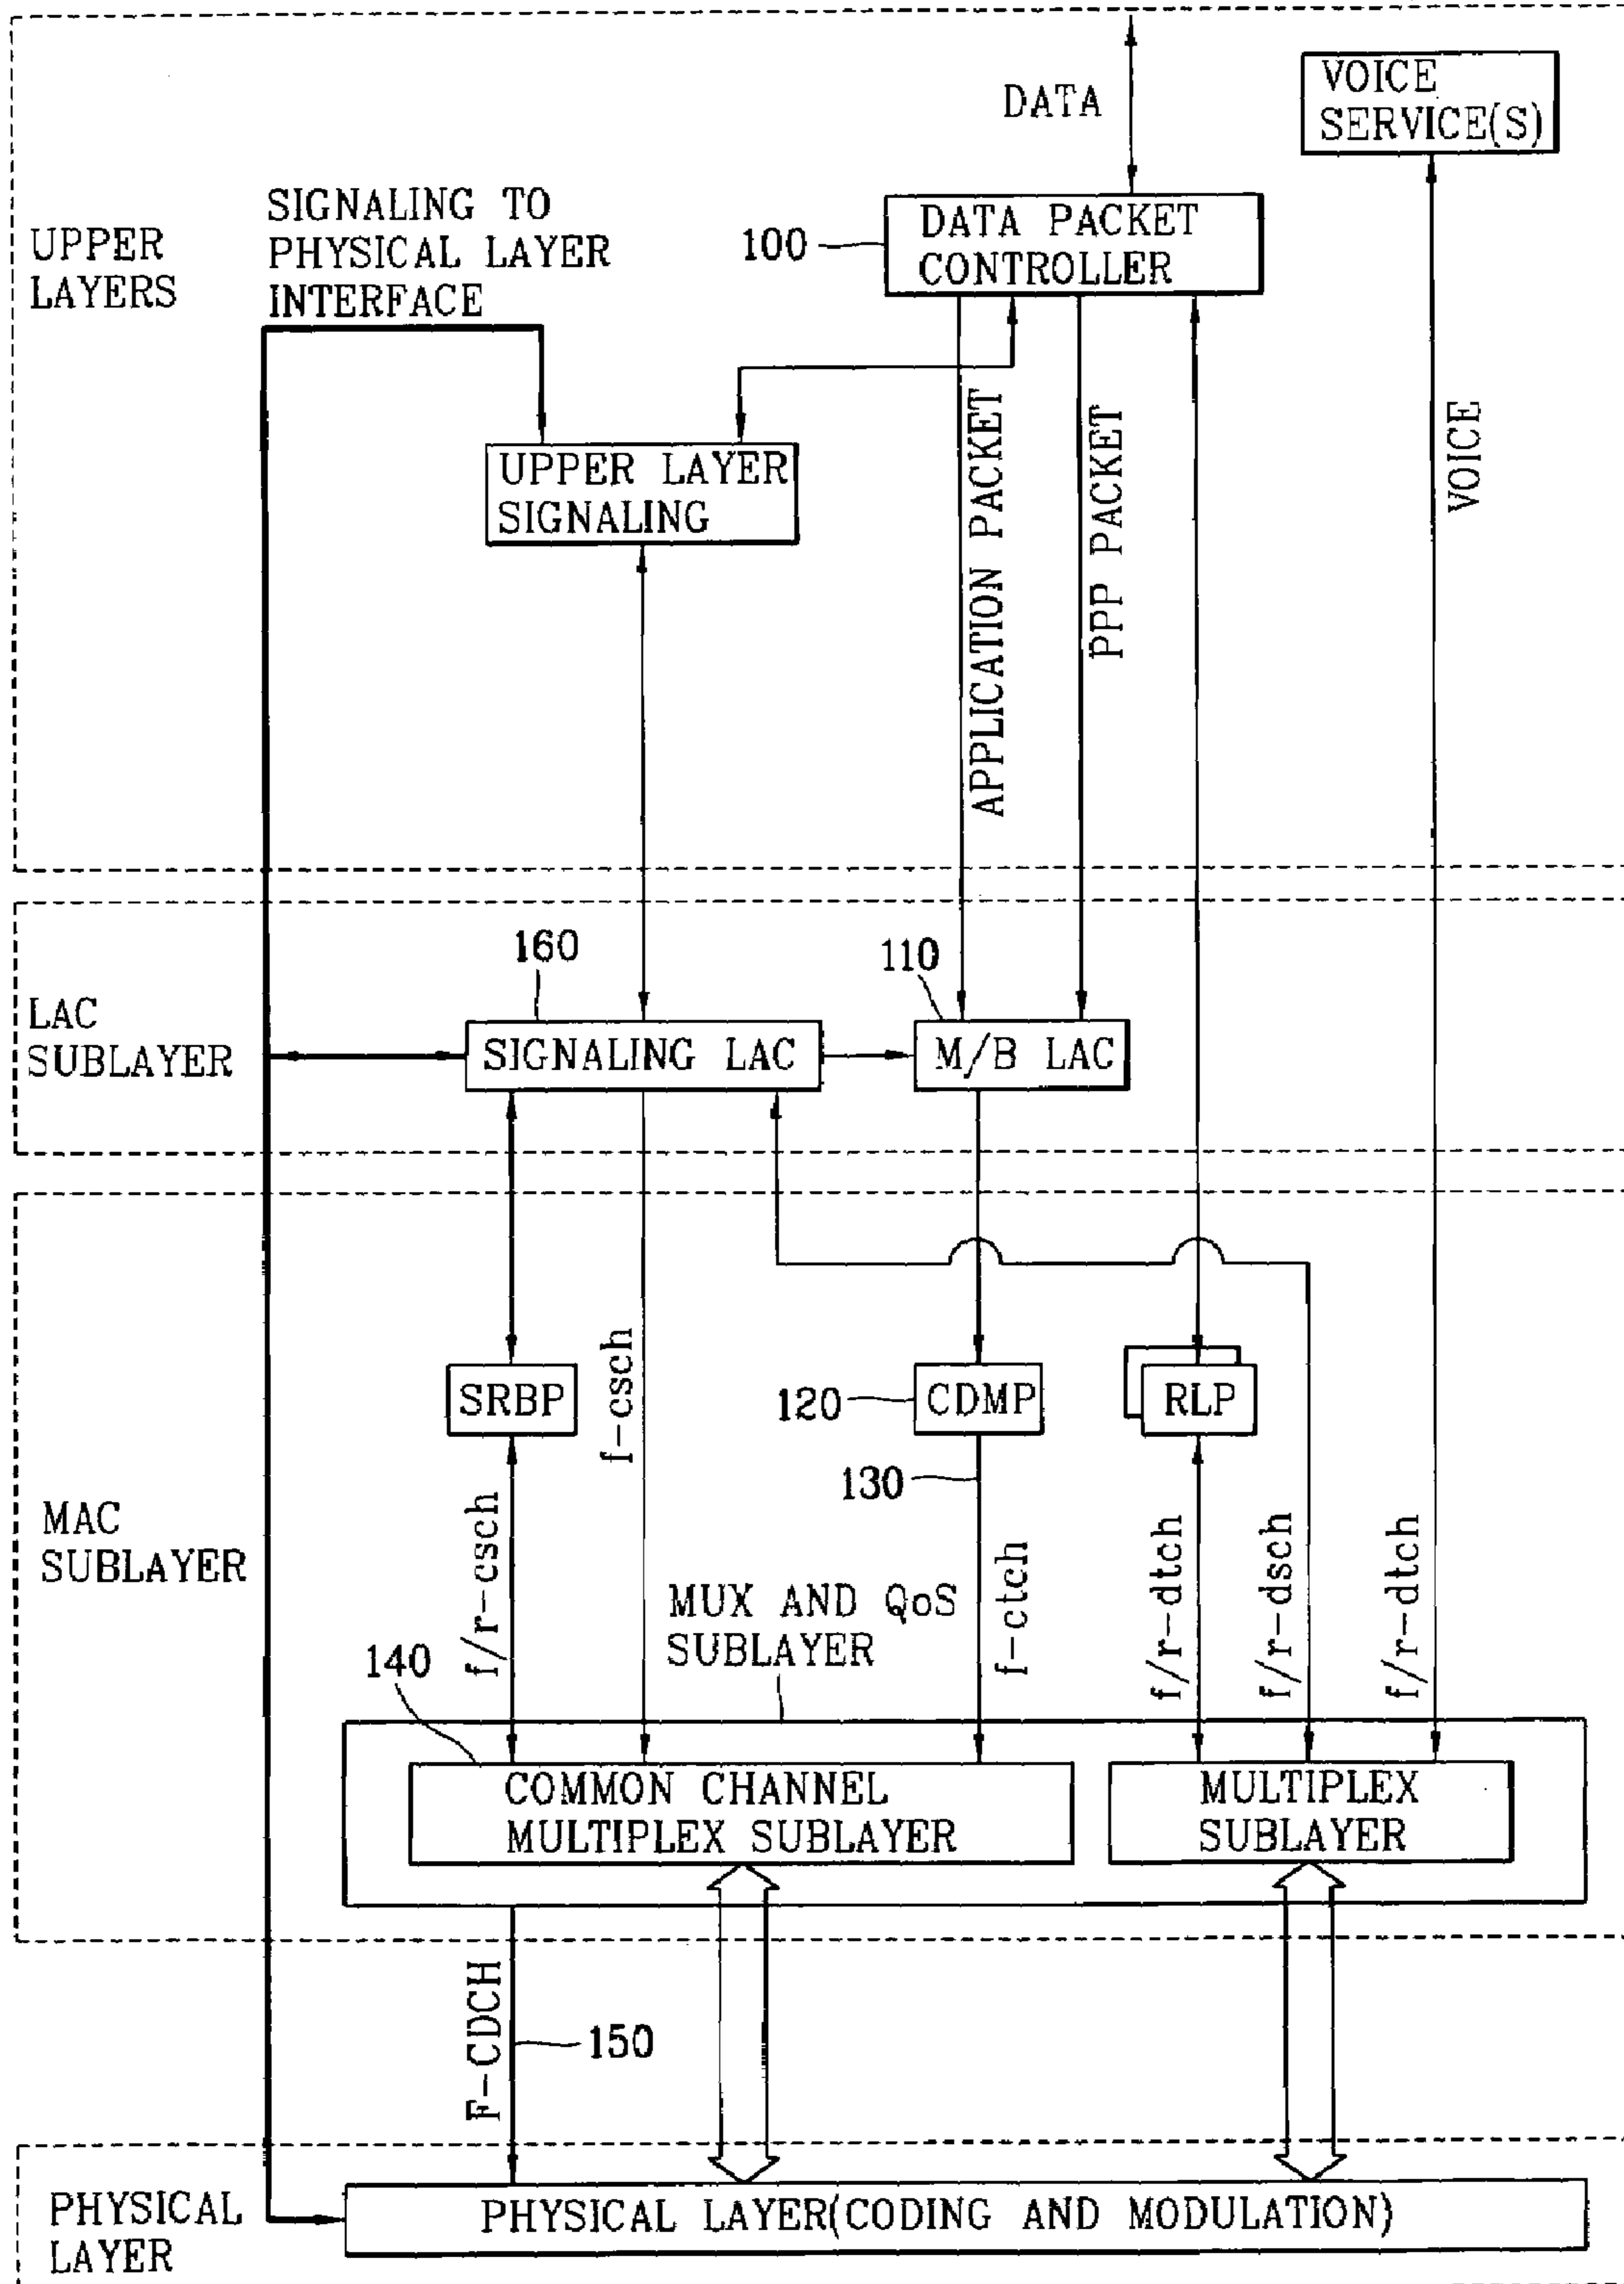 DATA
VOICE
SERVICE(S)
SIGNALING TO
PHYSICAL LAYER
INTERFACE
UPPER
LAYERS
100
DATA PACKET
CONTROLLER
UPPER LAYER
SIGNALING
APPLICATION PACKET
PPP PACKET
VOICE
160
110
LAC
SUBLAYER
SIGNALING LAC
M/B LAC
SRBP
f-csch
120
CDMP
RLP
130
MAC
SUBLAYER
f/r-csch
MUX AND QoS
SUBLAYER
f-ctch
f/r-dtch
f/r-dsch
f/r-dtch
140
COMMON CHANNEL
MULTIPLEX SUBLAYER
MULTIPLEX
SUBLAYER
F-CDCH
150
PHYSICAL
LAYER
PHYSICAL LAYER(CODING AND MODULATION)